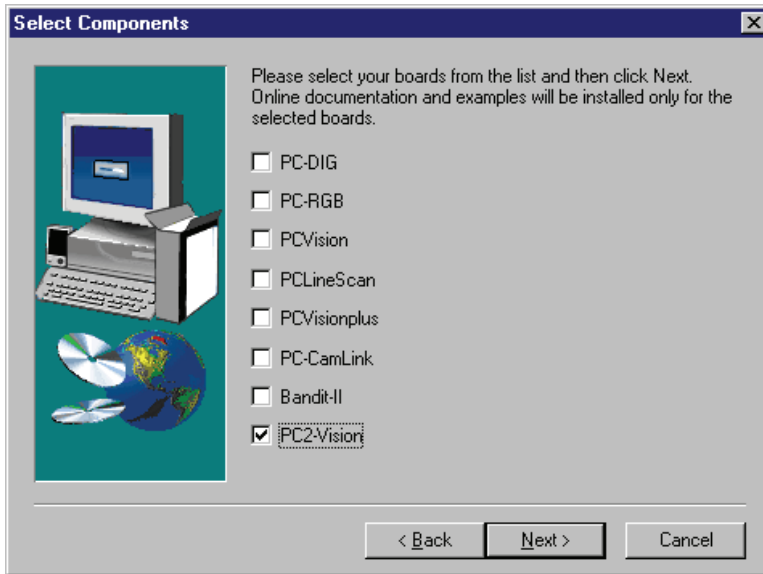 Select Components
Please select your boards from the list and then click Next.
Online documentation and examples will be installed only for the
selected boards.
PC-DIG
PC-RGB
PCVision
PCLineScan
PCVisionplus
PC-CamLink
Bandit-II
PC2-Vision
< Back
Next >
Cancel